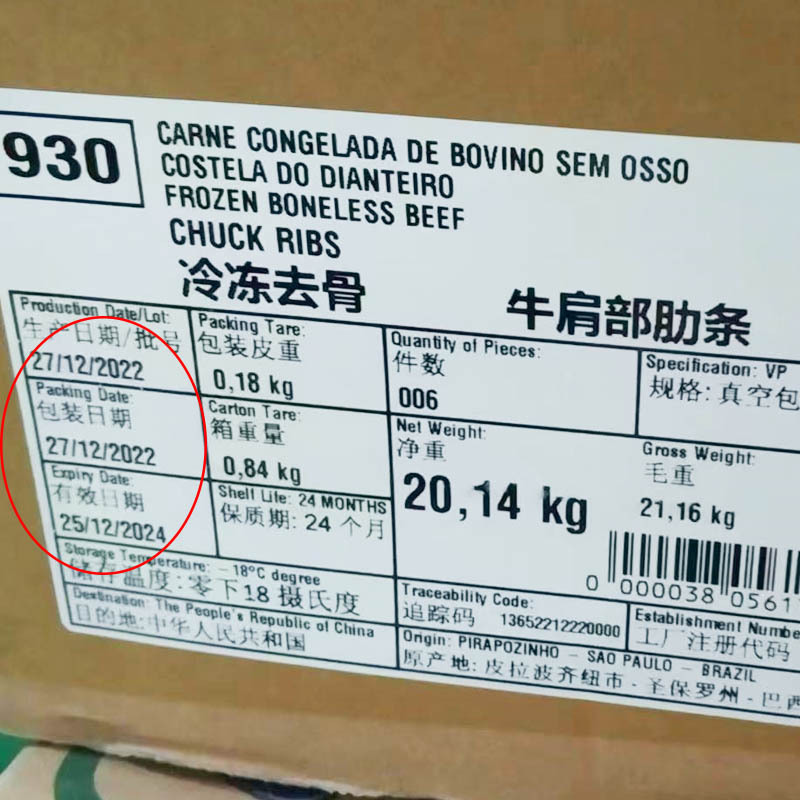 930
CARNE CONGELADA DE BOVINO SEM OSSO
COSTELA DO DIANTEIRO
FROZEN BONELESS BEEF
CHUCK RIBS
冷冻去骨 牛肩部肋条
Production Date/Lot:
生产日期/批号
27/12/2022
Packing Date:
包装日期
27/12/2022
Expiry Date:
有效日期
25/12/2024
Packing Tare:
包装皮重
0,18 kg
Carton Tare:
箱重量
0,84 kg
Shelf Life: 24 MONTHS
保质期: 24 个月
Quantity of Pieces:
件数
006
Specification: VP
规格: 真空包
Net Weight:
净重
20,14 kg
Gross Weight:
毛重
21,16 kg
0 000038 0561
Storage Temperature: - 18ºC degree
储存温度: 零下18 摄氏度
Destination: The People's Republic of China
目的地: 中华人民共和国
Traceability Code:
追踪码 13652212220000
Establishment Numbe
工厂注册代码
Origin: PIRAPOZINHO - SAO PAULO - BRAZIL
原产地: 皮拉波齐纽市 - 圣保罗州 - 巴西